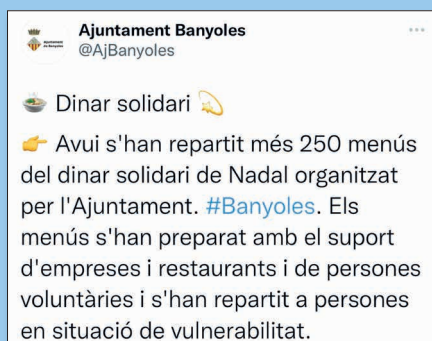 Ajuntament Banyoles
@AjBanyoles
🍲 Dinar solidari 💫
👉 Avui s'han repartit més 250 menús
del dinar solidari de Nadal organitzat
per l'Ajuntament. #Banyoles. Els
menús s'han preparat amb el suport
d'empreses i restaurants i de persones
voluntàries i s'han repartit a persones
en situació de vulnerabilitat.